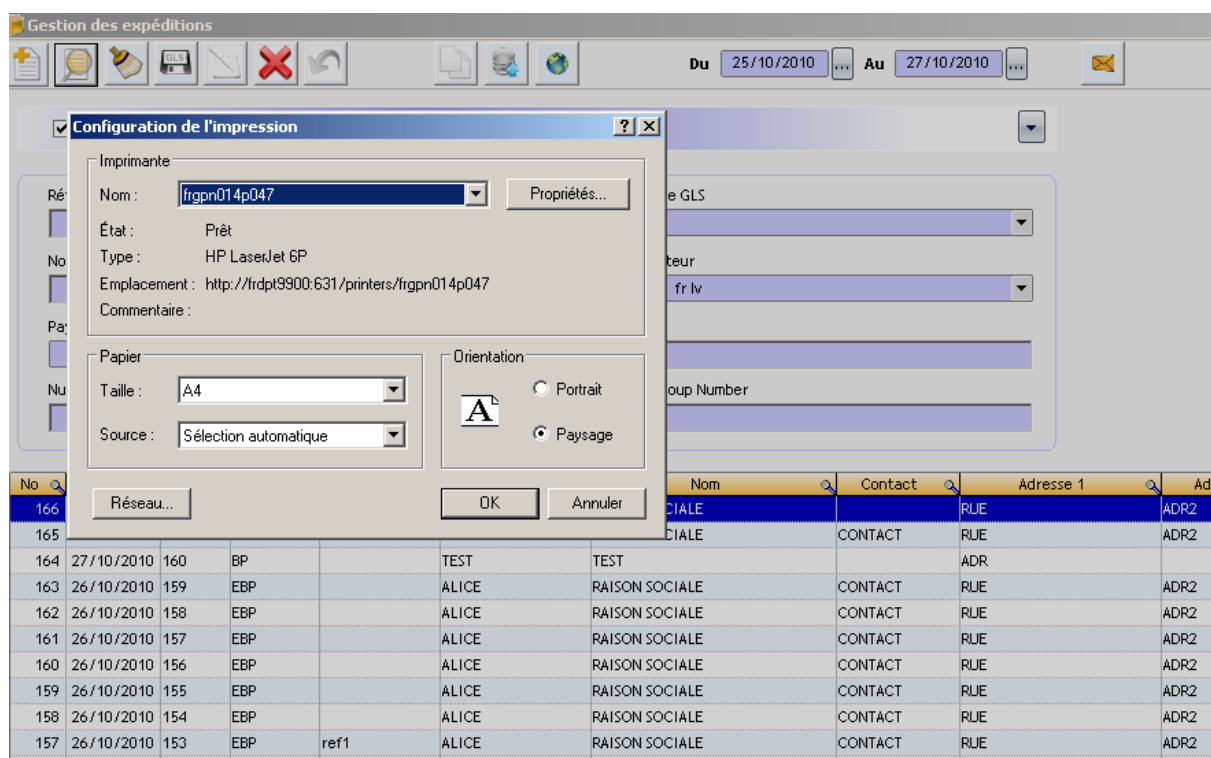 Gestion des expéditions
GLS
Du 25/10/2010 ... Au 27/10/2010 ...
Configuration de l'impression
Imprimante
Nom : frgpn014p047 Propriétés...
État : Prêt
Type : HP LaserJet 6P
Emplacement : http://frdpt9900:631/printers/frgpn014p047
Commentaire :
Papier
Taille : A4
Source : Sélection automatique
Orientation
A
Portrait
Paysage
Réseau... OK Annuler
Ré
No
Pa
Nu
e GLS
teur
fr lv
oup Number
No Nom Contact Adresse 1 Ad
166 CIALE RUE ADR2
165 CIALE CONTACT RUE ADR2
164 27/10/2010 160 BP TEST TEST ADR
163 26/10/2010 159 EBP ALICE RAISON SOCIALE CONTACT RUE ADR2
162 26/10/2010 158 EBP ALICE RAISON SOCIALE CONTACT RUE ADR2
161 26/10/2010 157 EBP ALICE RAISON SOCIALE CONTACT RUE ADR2
160 26/10/2010 156 EBP ALICE RAISON SOCIALE CONTACT RUE ADR2
159 26/10/2010 155 EBP ALICE RAISON SOCIALE CONTACT RUE ADR2
158 26/10/2010 154 EBP ALICE RAISON SOCIALE CONTACT RUE ADR2
157 26/10/2010 153 EBP ref1 ALICE RAISON SOCIALE CONTACT RUE ADR2